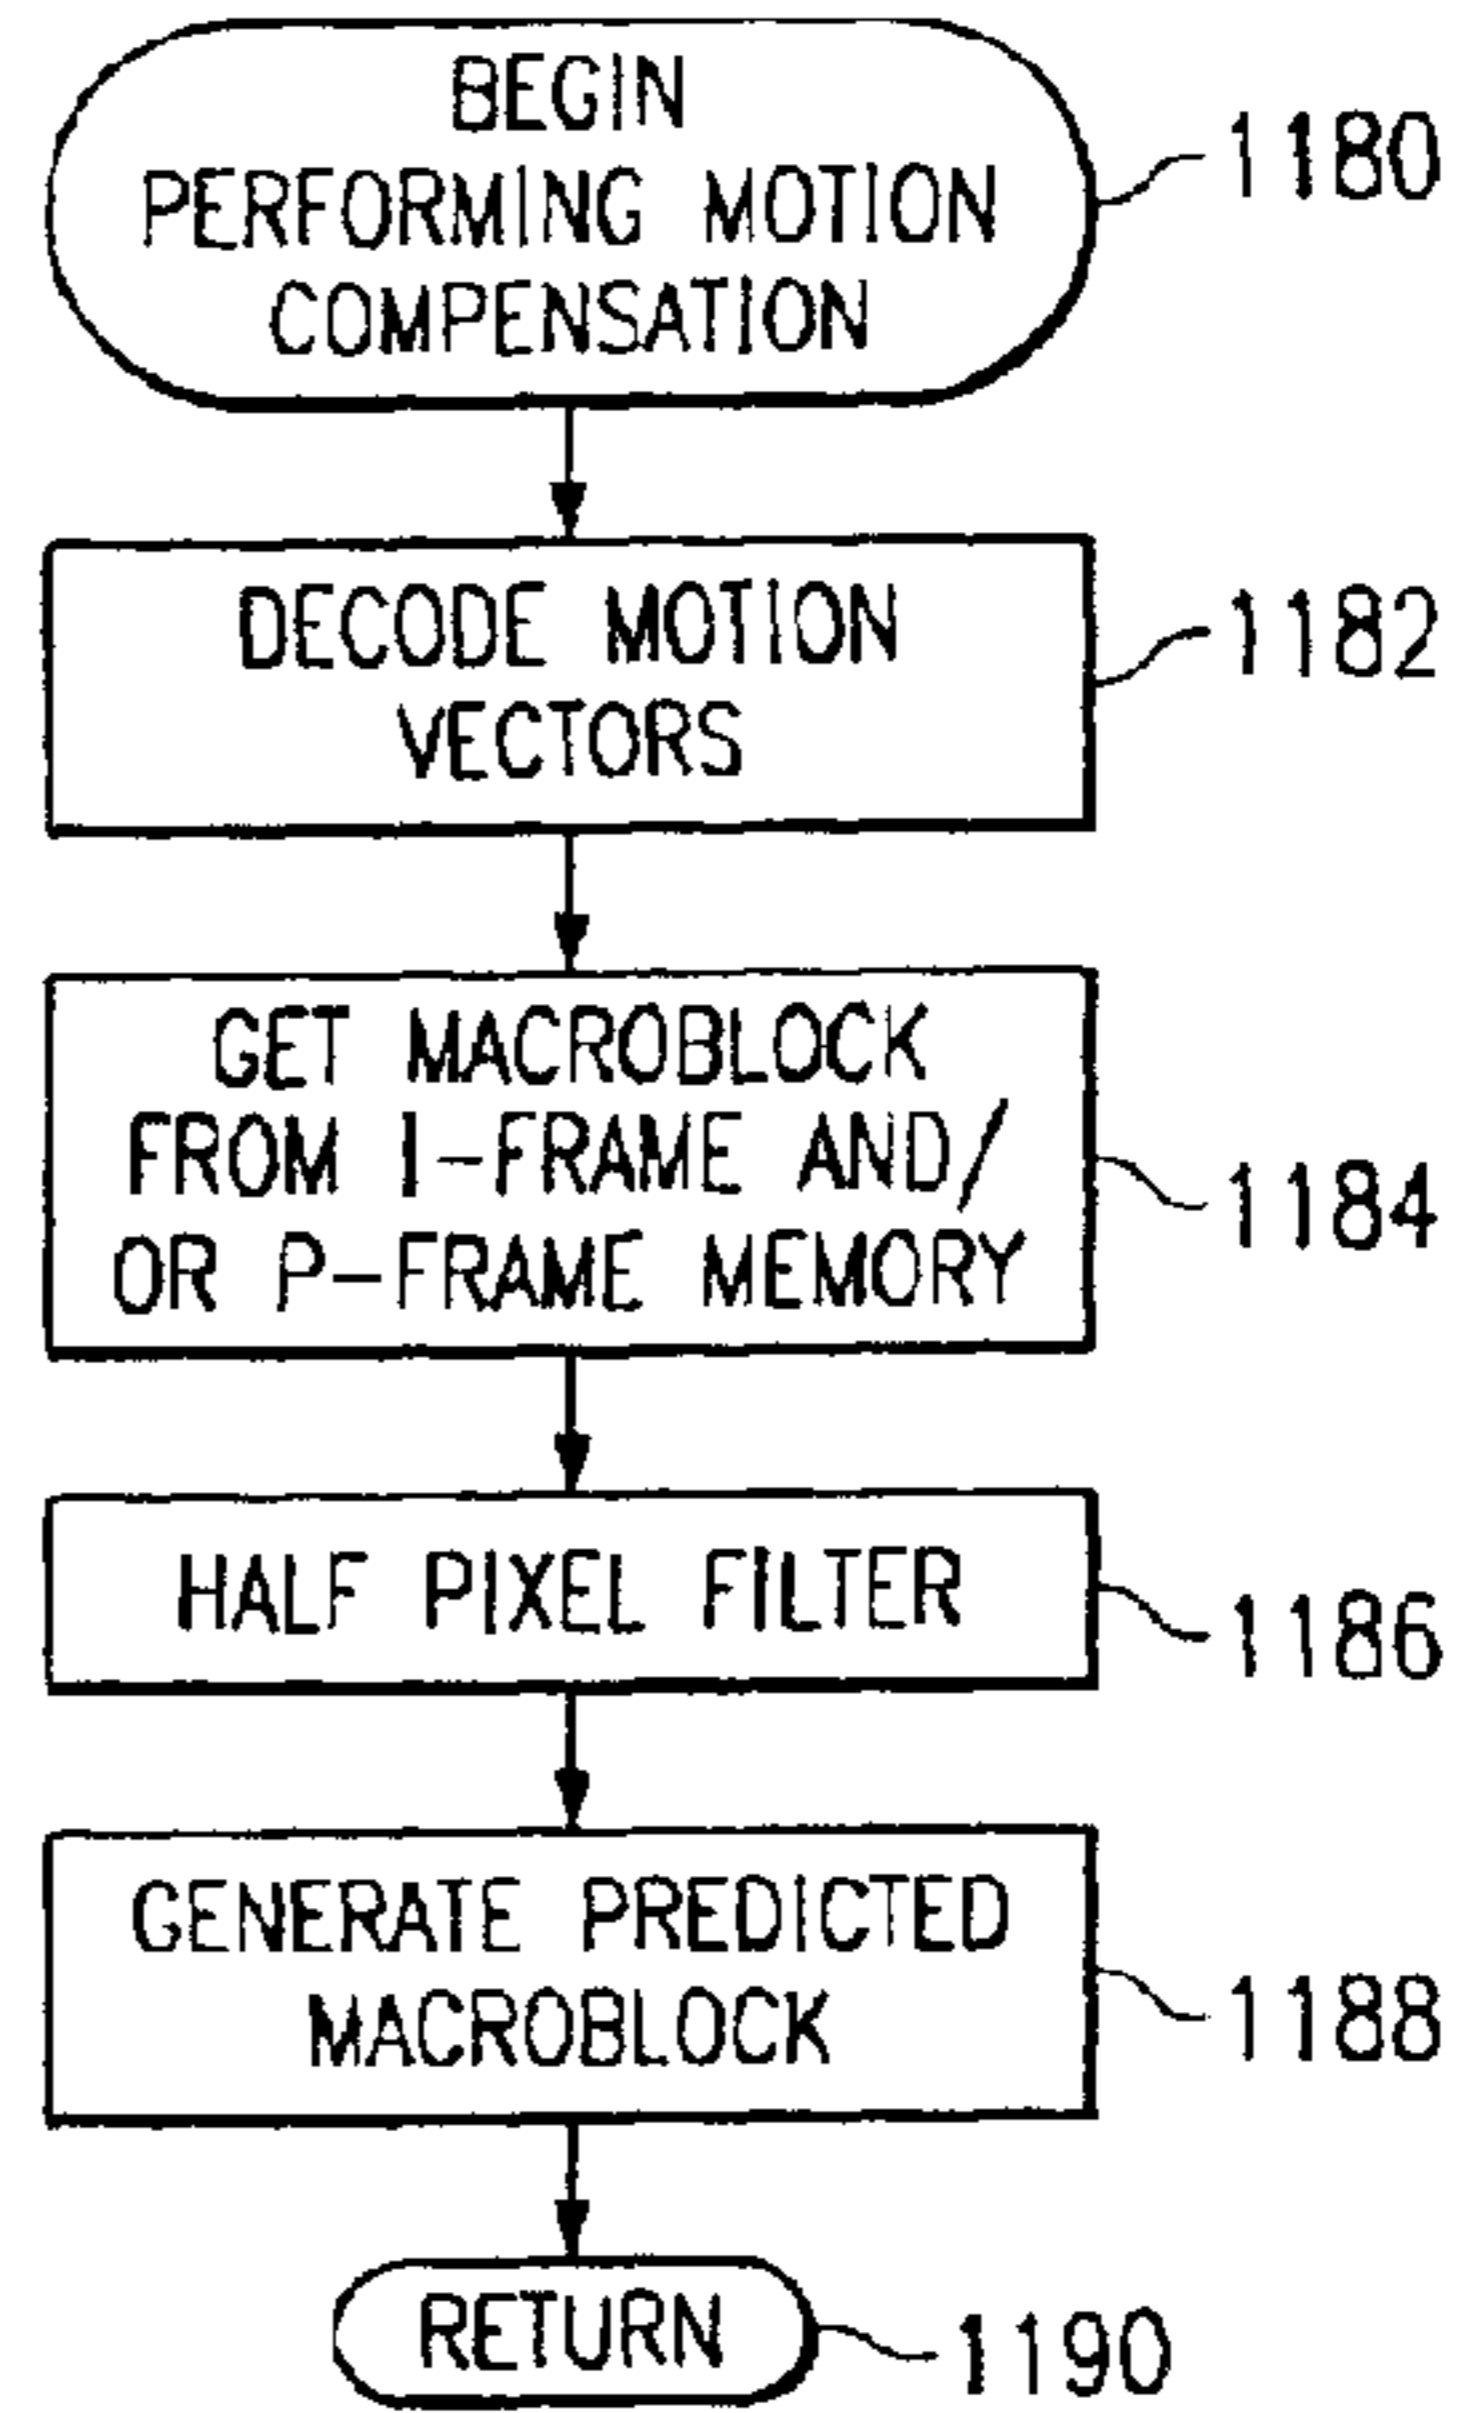 BEGIN
PERFORMING MOTION
COMPENSATION
1180
DECODE MOTION
VECTORS
1182
GET MACROBLOCK
FROM I-FRAME AND/
OR P-FRAME MEMORY
1184
HALF PIXEL FILTER
1186
GENERATE PREDICTED
MACROBLOCK
1188
RETURN
1190